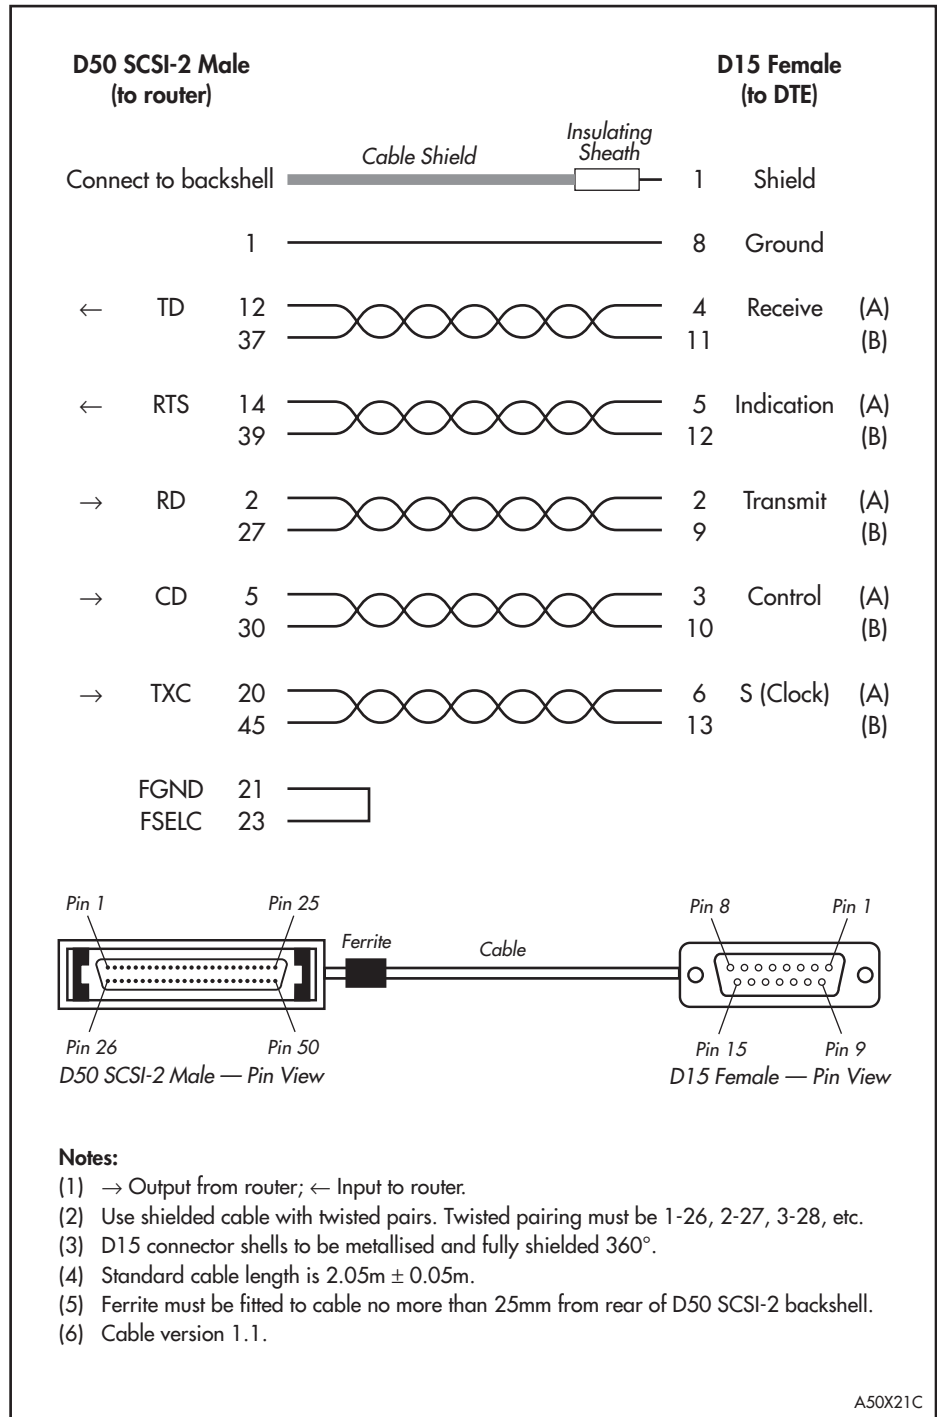 D50 SCSI-2 Male
(to router)
D15 Female
(to DTE)
Connect to backshell
Cable Shield
Insulating
Sheath
1 Shield
1 8 Ground
← TD 12 4 Receive (A)
37 11 (B)
← RTS 14 5 Indication (A)
39 12 (B)
→ RD 2 2 Transmit (A)
27 9 (B)
→ CD 5 3 Control (A)
30 10 (B)
→ TXC 20 6 S (Clock) (A)
45 13 (B)
FGND 21
FSELC 23
Pin 1 Pin 25
Pin 8 Pin 1
Ferrite
Cable
Pin 26 Pin 50
Pin 15 Pin 9
D50 SCSI-2 Male — Pin View
D15 Female — Pin View
Notes:
(1) → Output from router; ← Input to router.
(2) Use shielded cable with twisted pairs. Twisted pairing must be 1-26, 2-27, 3-28, etc.
(3) D15 connector shells to be metallised and fully shielded 360°.
(4) Standard cable length is 2.05m ± 0.05m.
(5) Ferrite must be fitted to cable no more than 25mm from rear of D50 SCSI-2 backshell.
(6) Cable version 1.1.
A50X21C